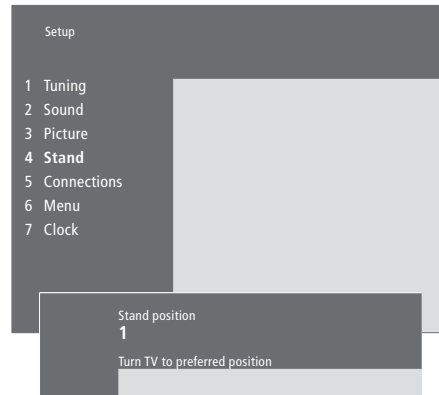 Setup
1 Tuning
2 Sound
3 Picture
4 Stand
5 Connections
6 Menu
7 Clock
Stand position
1
Turn TV to preferred position